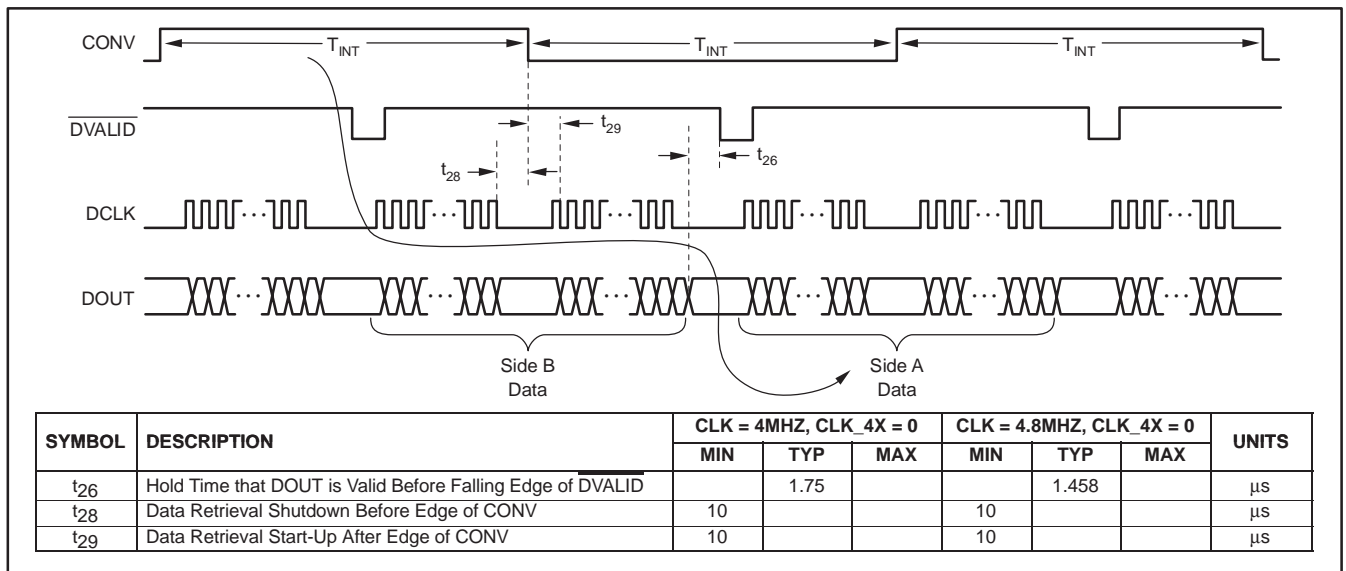 CONV
T_INT T_INT T_INT
DVALID
t29
t26
t28
DCLK
··· ··· ··· ··· ··· ···
DOUT
··· ··· ··· ··· ··· ···
Side B
Data
Side A
Data
SYMBOL DESCRIPTION CLK = 4MHZ, CLK_4X = 0 CLK = 4.8MHZ, CLK_4X = 0 UNITS
MIN TYP MAX MIN TYP MAX
t26 Hold Time that DOUT is Valid Before Falling Edge of DVALID 1.75 1.458 μs
t28 Data Retrieval Shutdown Before Edge of CONV 10 10 μs
t29 Data Retrieval Start-Up After Edge of CONV 10 10 μs